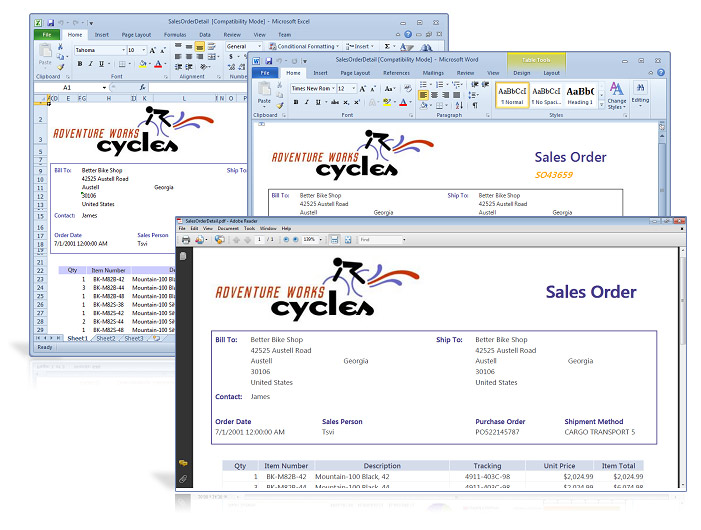 SalesOrderDetail [Compatibility Mode] - Microsoft Excel
File Home Insert Page Layout Formulas Data Review View Team
Tahoma 10 General Conditional Formatting Insert
Paste
Clipboard Font Alignment
A1 fx
ADVENTURE WORKS
cycles
Bill To: Better Bike Shop Ship To:
42525 Austell Road
Austell Georgia
30106
United States
Contact: James
Order Date Sales Person
7/1/2001 12:00:00 AM Tsvi
Qty Item Number
1 BK-M82B-42 Mountain-100 Bla
3 BK-M82B-44 Mountain-100 Bla
1 BK-M82B-48 Mountain-100 Bla
1 BK-M82S-38 Mountain-100 Silv
1 BK-M82S-42 Mountain-100 Silv
2 BK-M82S-44 Mountain-100 Silv
1 BK-M82S-48 Mountain-100 Silv
Sheet1 Sheet2 Sheet3
Ready
SalesOrderDetail [Compatibility Mode] - Microsoft Word
Table Tools
File Home Insert Page Layout References Mailings Review View Design Layout
Times New Rom 12
Paste
AaBbCcI AaBbCcI AaBbC
¶ Normal ¶ No Spaci... Heading 1
Change Styles Editing
Clipboard Font Paragraph Styles
ADVENTURE WORKS
cycles
Sales Order
SO43659
Bill To: Better Bike Shop Ship To: Better Bike Shop
42525 Austell Road 42525 Austell Road
Austell Georgia Austell Georgia
SalesOrderDetail.pdf - Adobe Reader
File Edit View Document Tools Window Help
1 / 1 139% Find
ADVENTURE WORKS
cycles
Sales Order
Bill To: Better Bike Shop Ship To: Better Bike Shop
42525 Austell Road 42525 Austell Road
Austell Georgia Austell Georgia
30106 30106
United States United States
Contact: James
Order Date Sales Person Purchase Order Shipment Method
7/1/2001 12:00:00 AM Tsvi PO522145787 CARGO TRANSPORT 5
Qty Item Number Description Tracking Unit Price Item Total
1 BK-M82B-42 Mountain-100 Black, 42 4911-403C-98 $2,024.99 $2,024.99
3 BK-M82B-44 Mountain-100 Black, 44 4911-403C-98 $2,024.99 $6,074.98